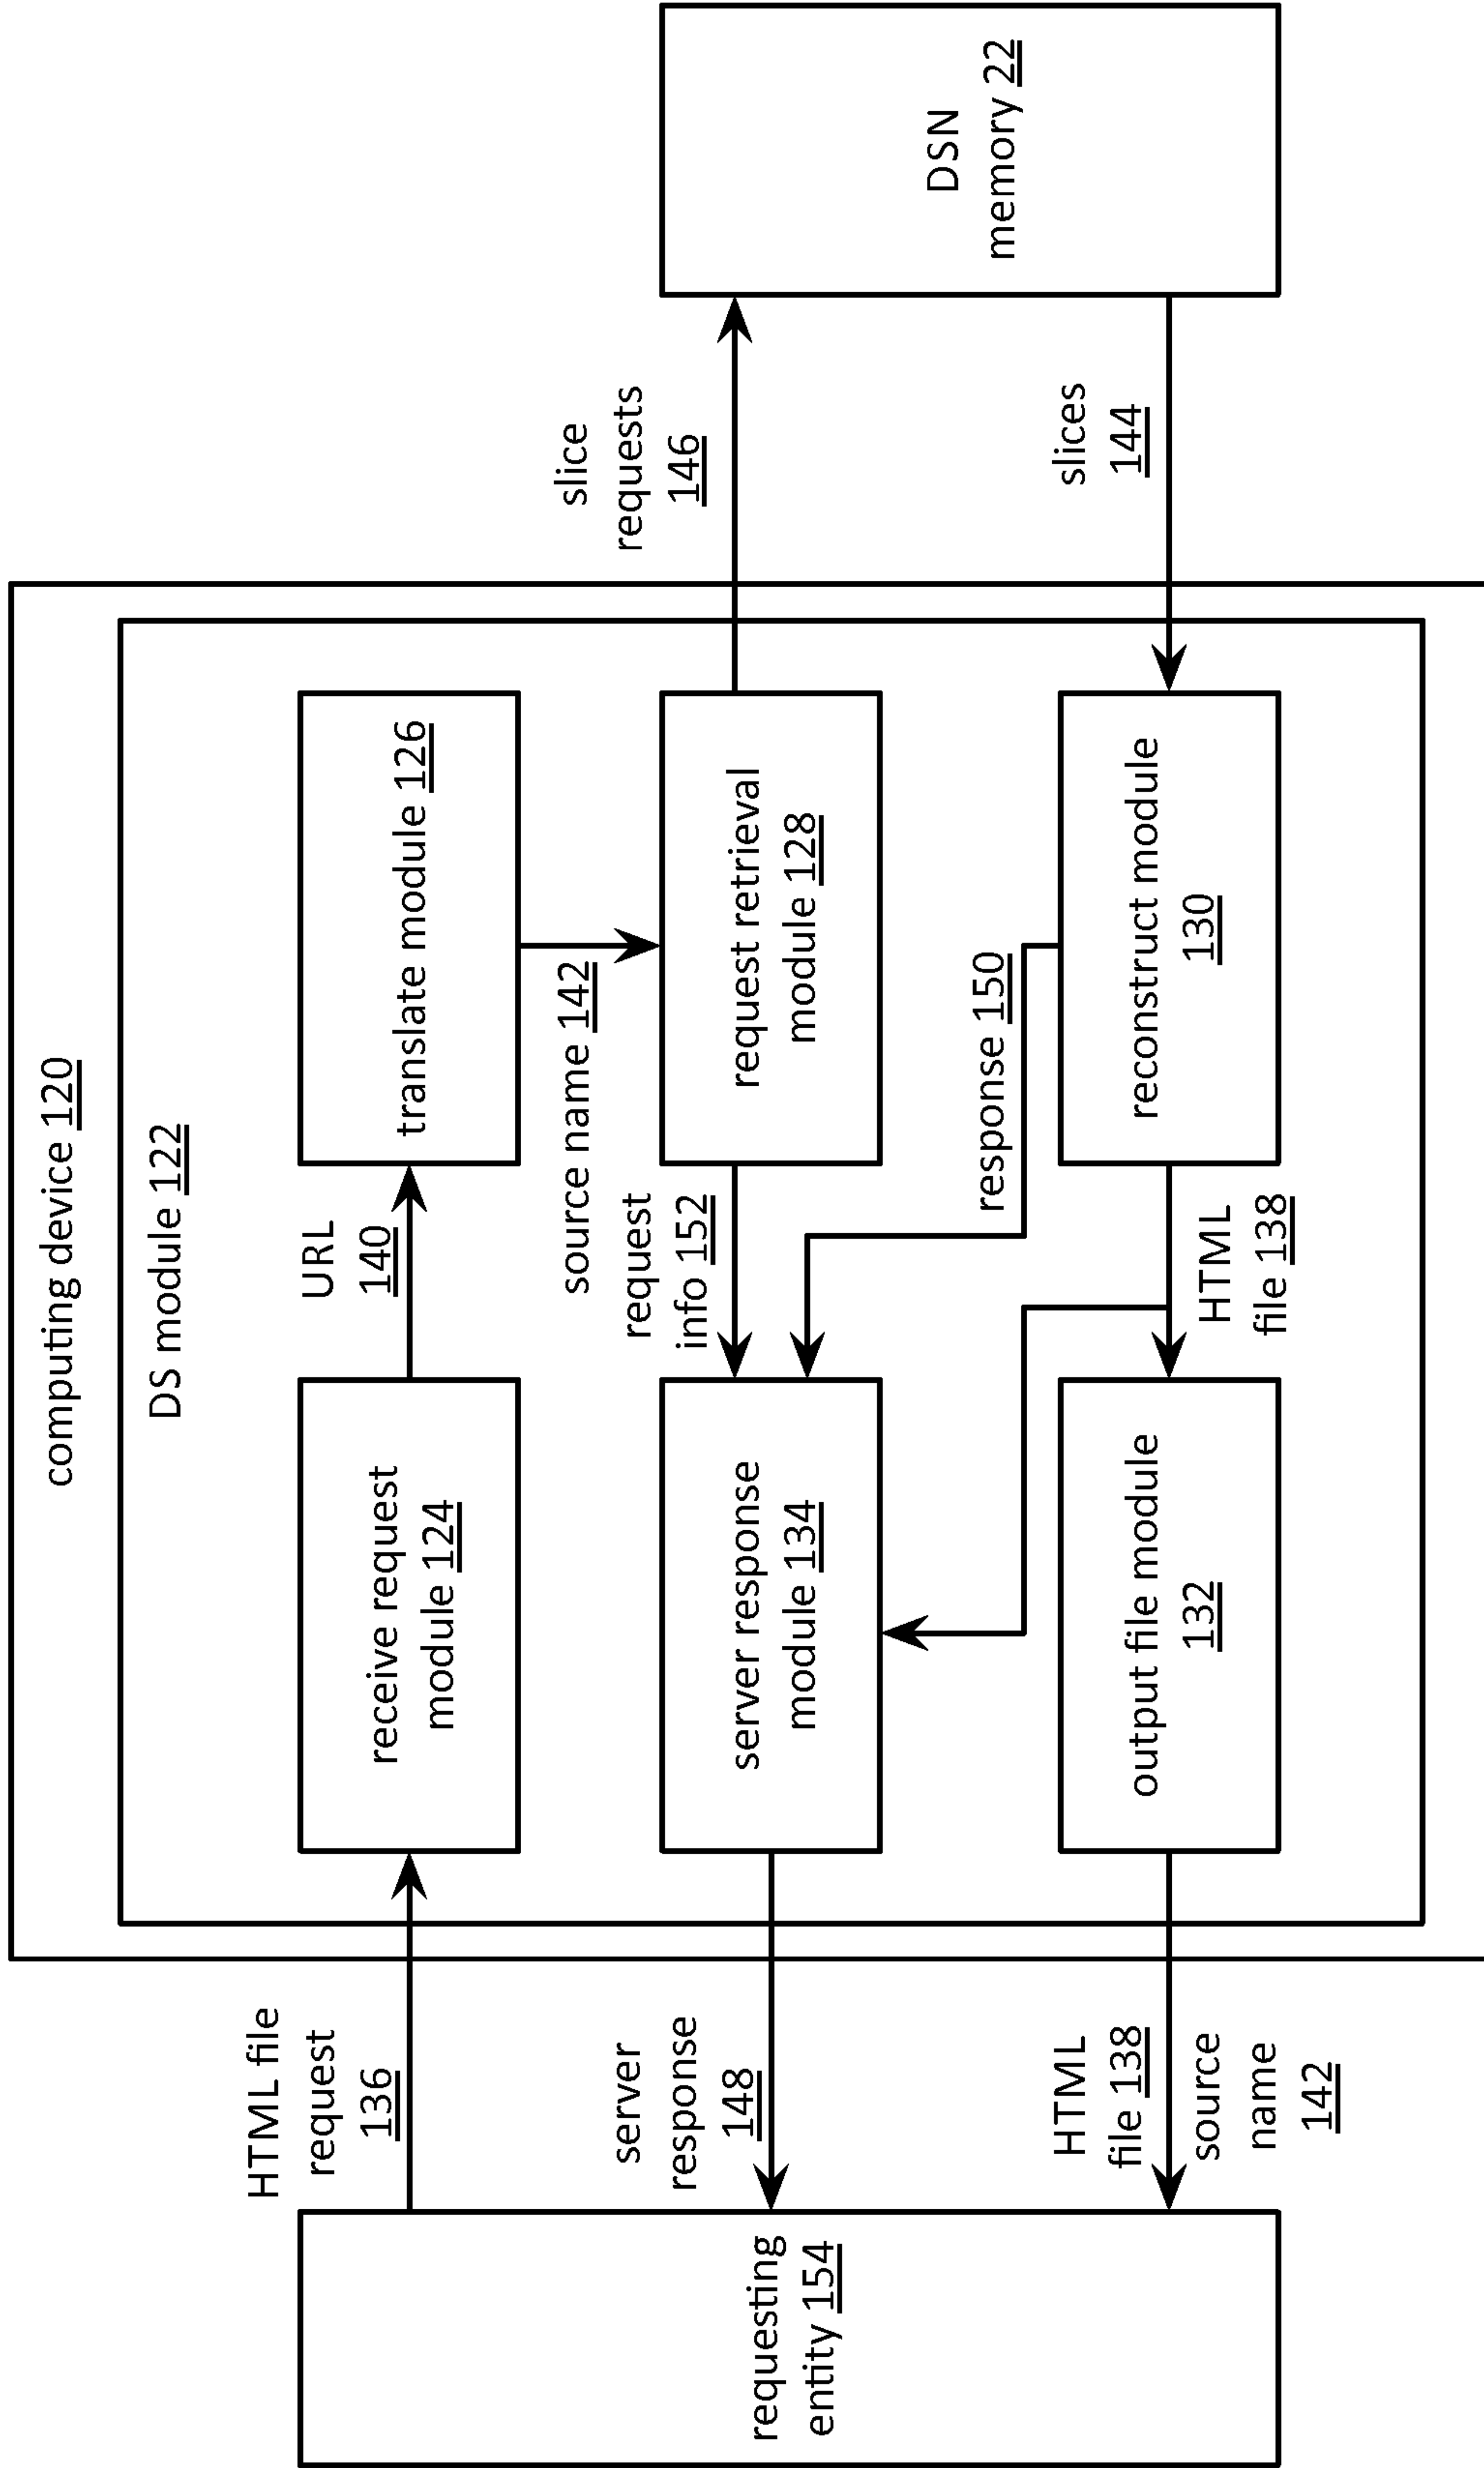 computing device 120
DS module 122
HTML file
request
136
receive request
module 124
URL
140
translate module 126
source name 142
requesting
entity 154
server
response
148
server response
module 134
request
info 152
request retrieval
module 128
slice
requests
146
DSN
memory 22
response 150
HTML
file 138
source
name
142
output file module
132
HTML
file 138
reconstruct module
130
slices
144